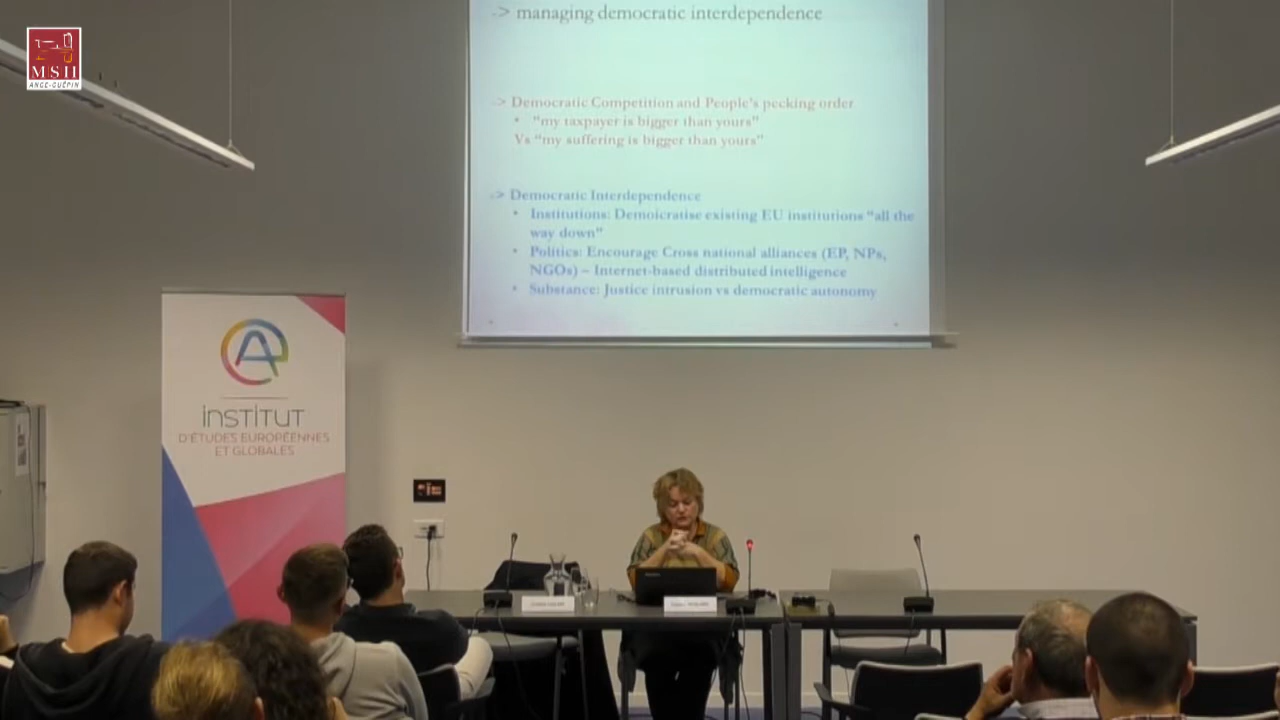 MSH
ANGE-GUÉPIN
-> managing democratic interdependence
-> Democratic Competition and People's pecking order
• "my taxpayer is bigger than yours"
Vs "my suffering is bigger than yours"
-> Democratic Interdependence
• Institutions: Demoicratise existing EU institutions "all the
way down"
• Politics: Encourage Cross national alliances (EP, NPs,
NGOs) – Internet-based distributed intelligence
• Substance: Justice intrusion vs democratic autonomy
Ae
INSTITUT
D'ÉTUDES EUROPÉENNES
ET GLOBALES